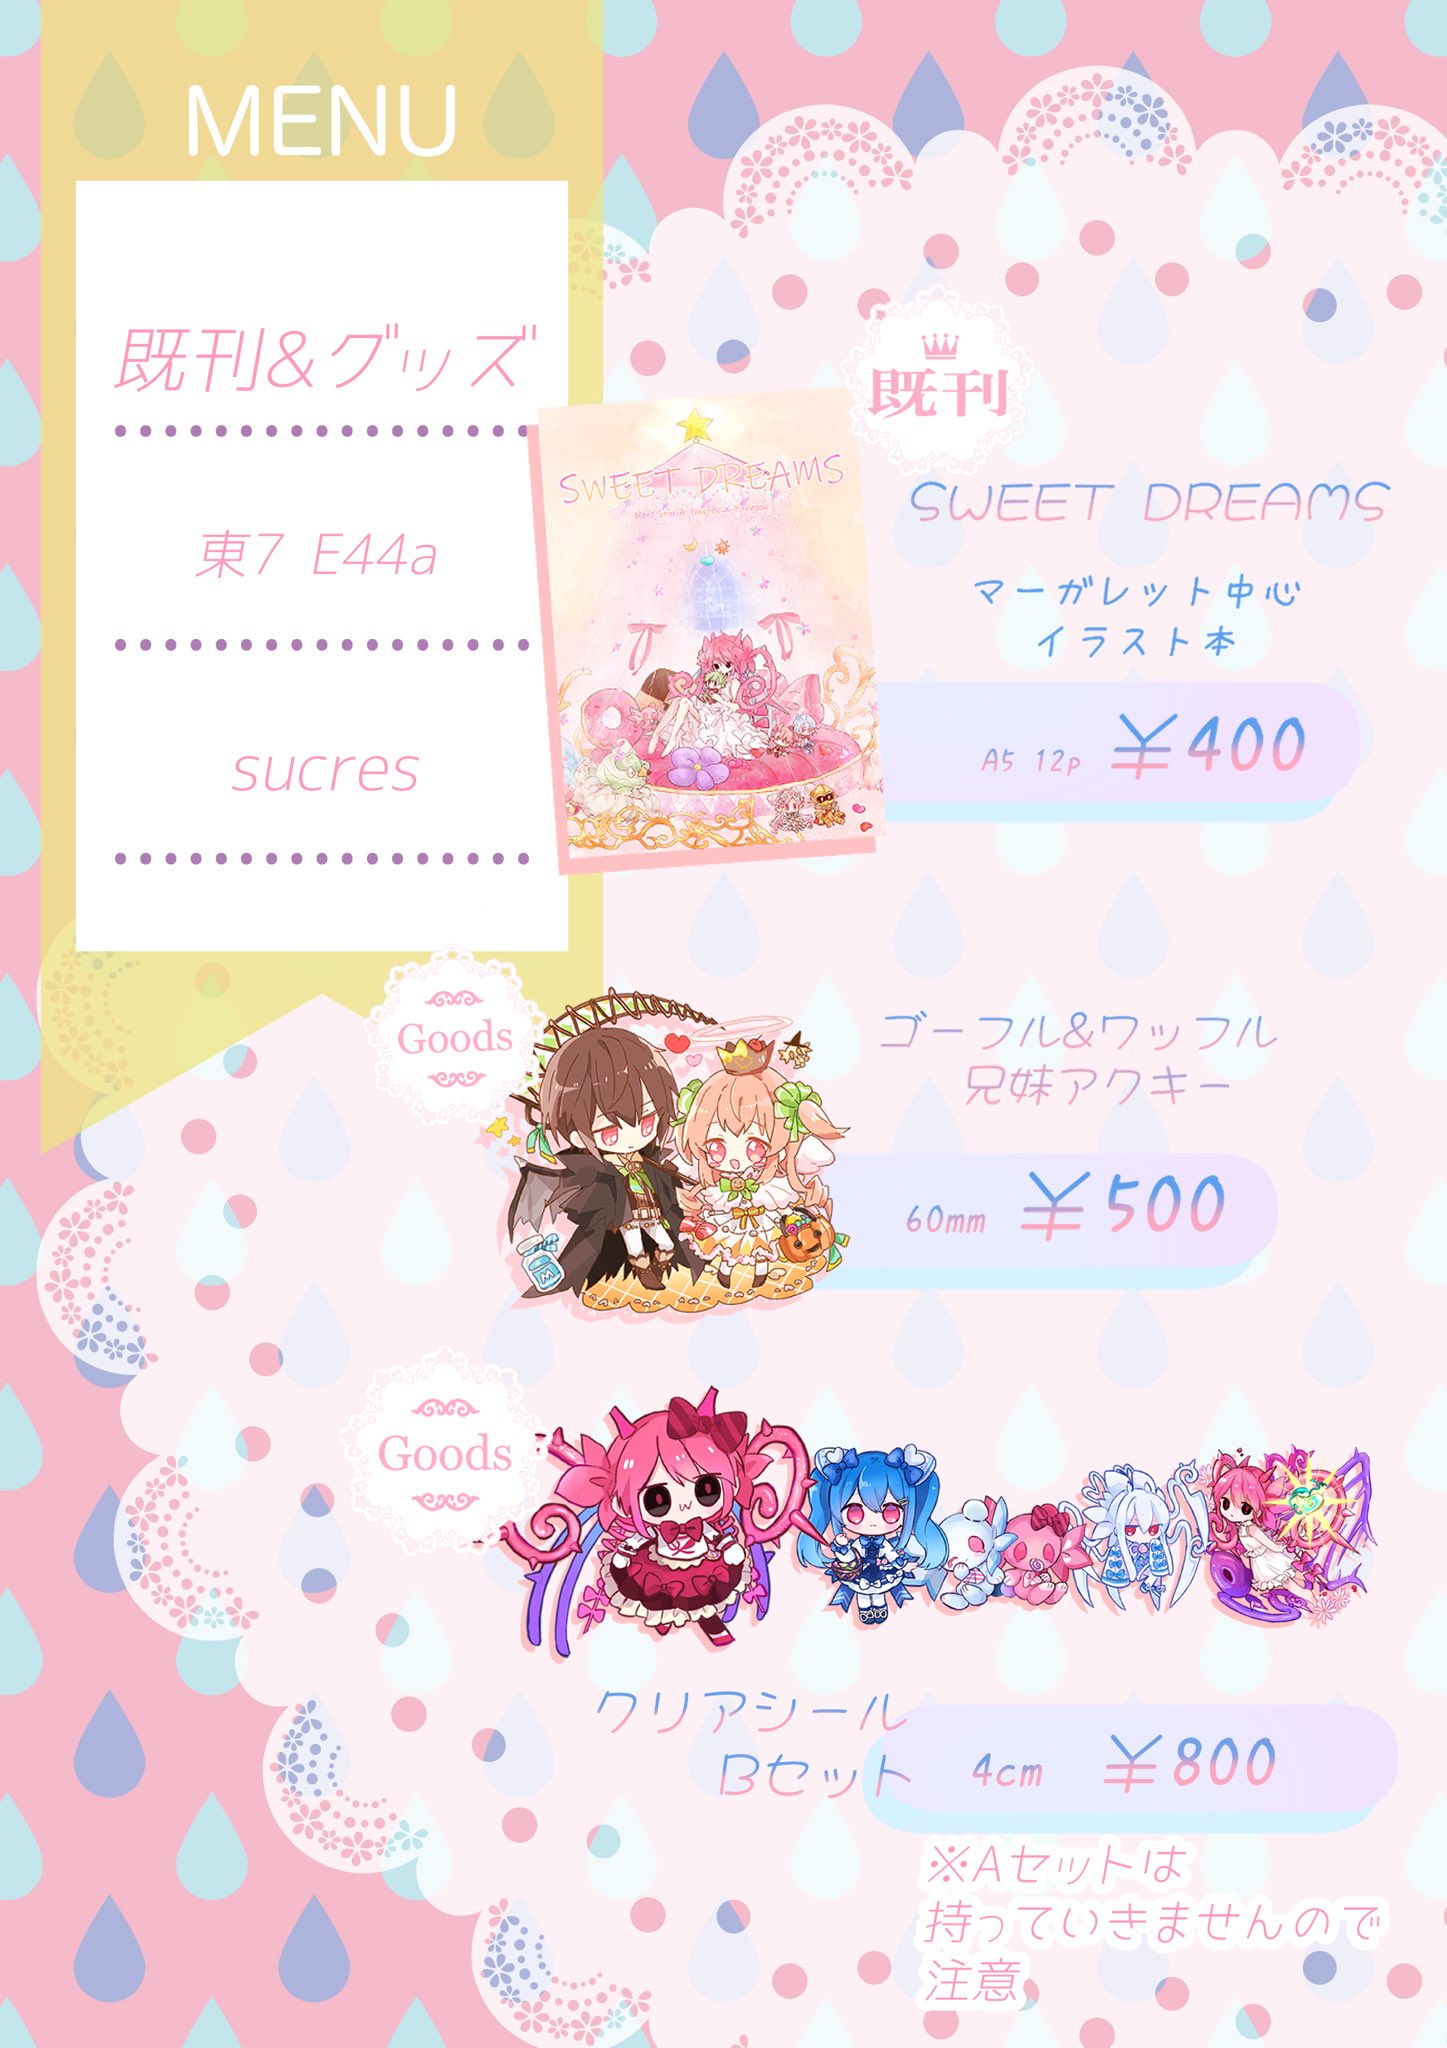 MENU
既刊&グッズ
東7 E44a
sucres
既刊
SWEET DREAMS
SWEET DREAMS
マーガレット中心
イラスト本
A5 12p ¥400
Goods
ゴーフル&ワッフル
兄妹アクキー
60mm ¥500
M
Goods
クリアシール
Bセット 4cm ¥800
※Aセットは
持っていきませんので
注意